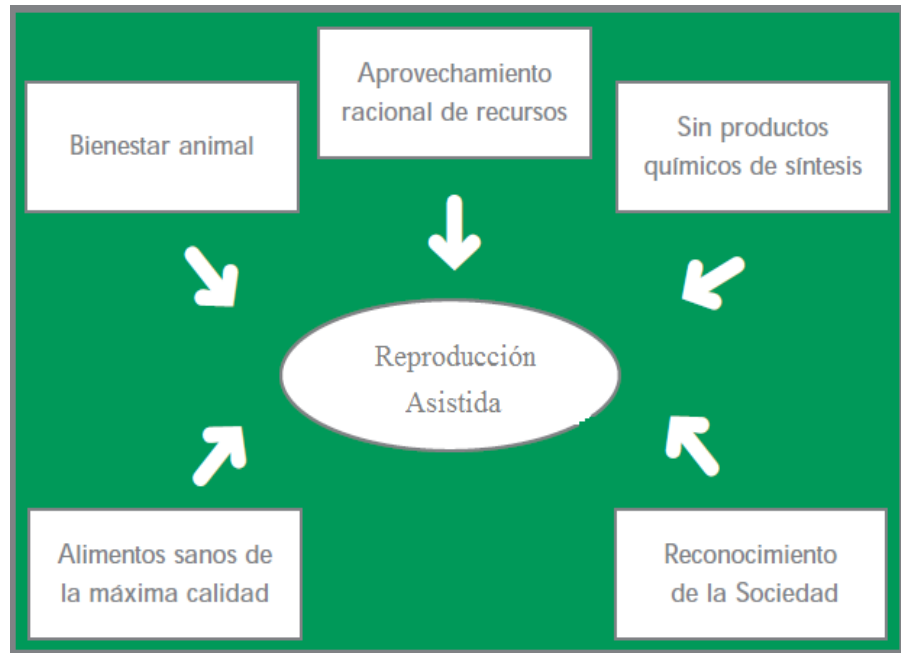 Aprovechamiento
racional de recursos
Bienestar animal
Sin productos
químicos de síntesis
Reproducción
Asistida
Alimentos sanos de
la máxima calidad
Reconocimiento
de la Sociedad